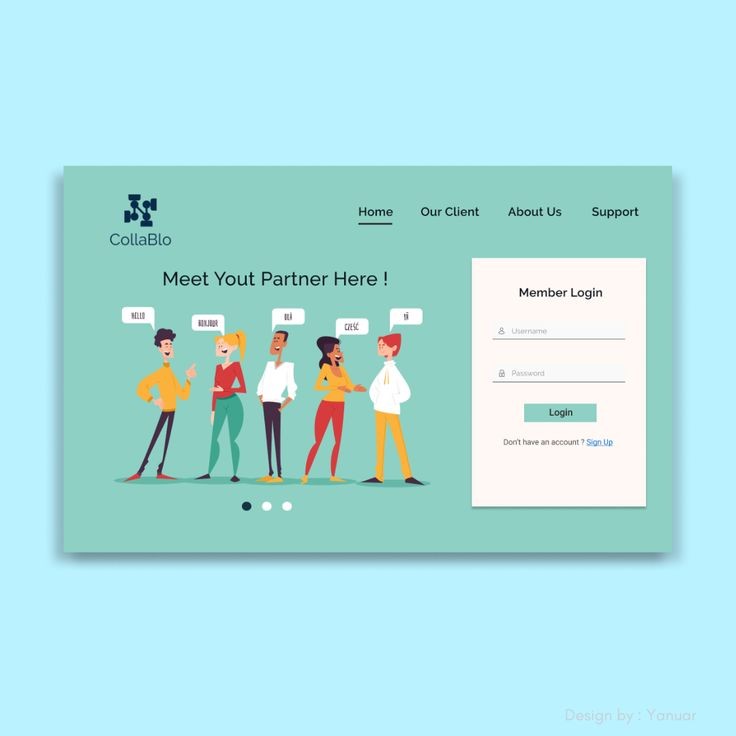 CollaBlo
Home Our Client About Us Support
Meet Yout Partner Here !
HELLO
BONJOUR
OLÁ
CZEŚĆ
YÁ
Member Login
Username
Password
Login
Don't have an account ? Sign Up
Design by : Yanuar